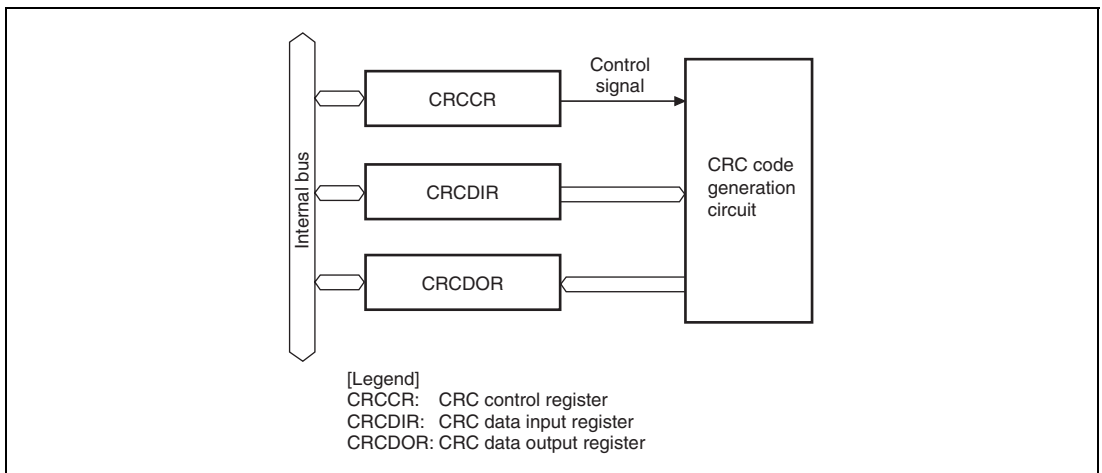 Control
signal
CRCCR
CRCDIR
CRCDOR
Internal bus
CRC code
generation
circuit
[Legend]
CRCCR: CRC control register
CRCDIR: CRC data input register
CRCDOR: CRC data output register